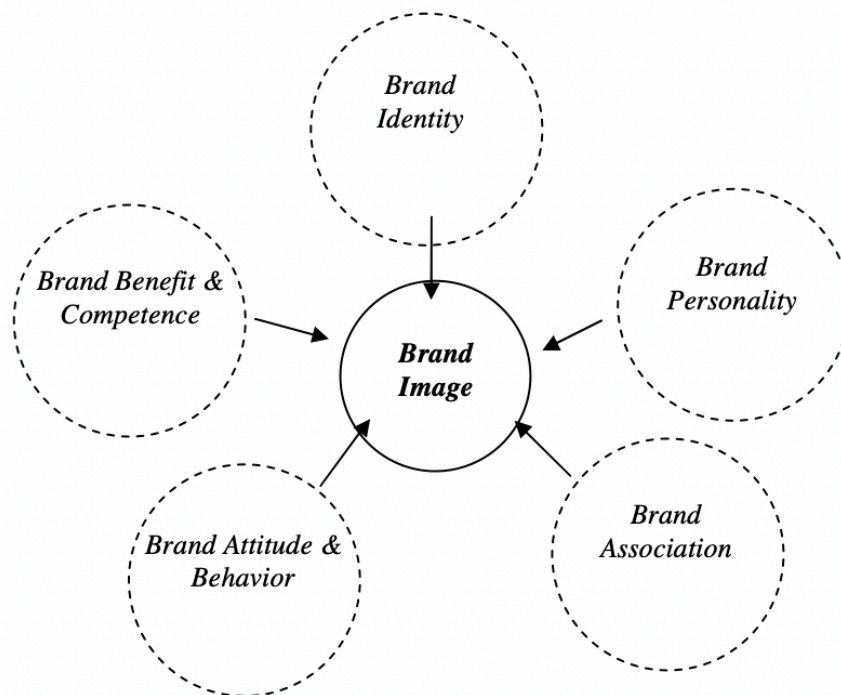 Brand
Identity
Brand Benefit &
Competence
Brand
Personality
Brand
Image
Brand Attitude &
Behavior
Brand
Association